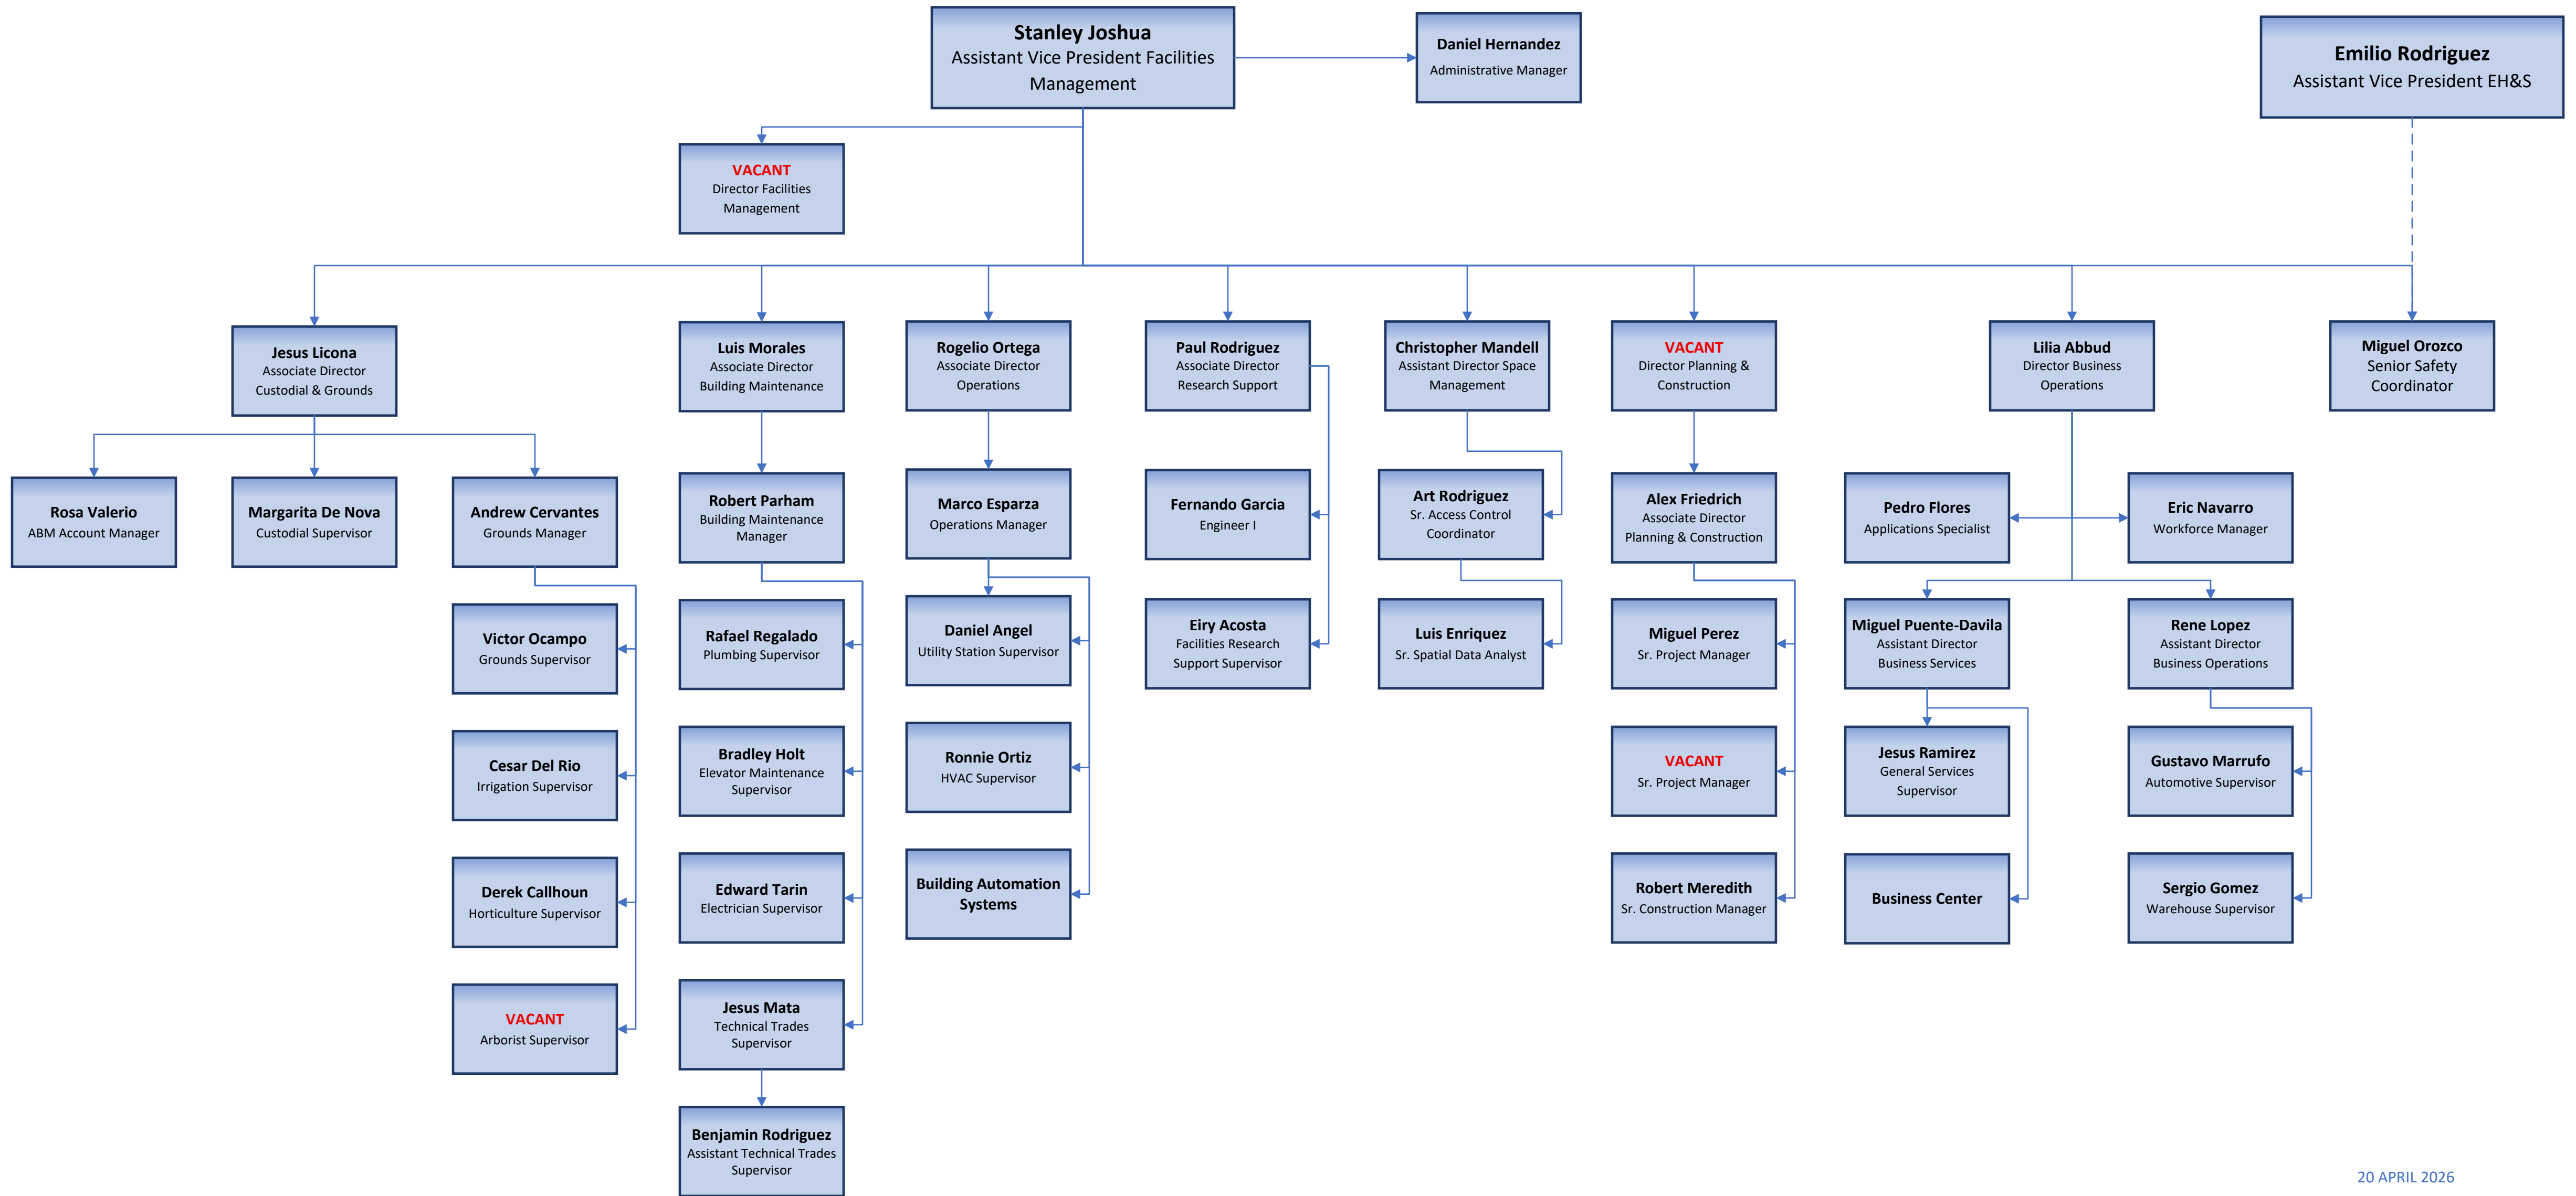 Stanley Joshua
Assistant Vice President Facilities
Management
Daniel Hernandez
Administrative Manager
Emilio Rodriguez
Assistant Vice President EH&S
VACANT
Director Facilities
Management
Jesus Licona
Associate Director
Custodial & Grounds
Luis Morales
Associate Director
Building Maintenance
Rogelio Ortega
Associate Director
Operations
Paul Rodriguez
Associate Director
Research Support
Christopher Mandell
Assistant Director Space
Management
VACANT
Director Planning &
Construction
Lilia Abbud
Director Business
Operations
Miguel Orozco
Senior Safety
Coordinator
Rosa Valerio
ABM Account Manager
Margarita De Nova
Custodial Supervisor
Andrew Cervantes
Grounds Manager
Robert Parham
Building Maintenance
Manager
Marco Esparza
Operations Manager
Fernando Garcia
Engineer I
Art Rodriguez
Sr. Access Control
Coordinator
Alex Friedrich
Associate Director
Planning & Construction
Pedro Flores
Applications Specialist
Eric Navarro
Workforce Manager
Victor Ocampo
Grounds Supervisor
Rafael Regalado
Plumbing Supervisor
Daniel Angel
Utility Station Supervisor
Eiry Acosta
Facilities Research
Support Supervisor
Luis Enriquez
Sr. Spatial Data Analyst
Miguel Perez
Sr. Project Manager
Miguel Puente-Davila
Assistant Director
Business Services
Rene Lopez
Assistant Director
Business Operations
Cesar Del Rio
Irrigation Supervisor
Bradley Holt
Elevator Maintenance
Supervisor
Ronnie Ortiz
HVAC Supervisor
VACANT
Sr. Project Manager
Jesus Ramirez
General Services
Supervisor
Gustavo Marrufo
Automotive Supervisor
Derek Callhoun
Horticulture Supervisor
Edward Tarin
Electrician Supervisor
Building Automation
Systems
Robert Meredith
Sr. Construction Manager
Business Center
Sergio Gomez
Warehouse Supervisor
VACANT
Arborist Supervisor
Jesus Mata
Technical Trades
Supervisor
Benjamin Rodriguez
Assistant Technical Trades
Supervisor
20 APRIL 2026